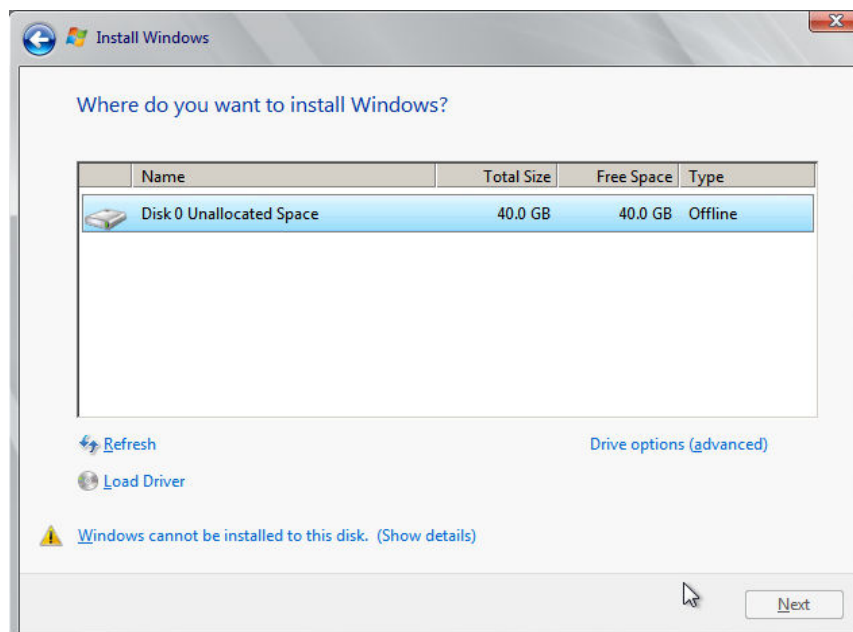 Install Windows
Where do you want to install Windows?
Name Total Size Free Space Type
Disk 0 Unallocated Space 40.0 GB 40.0 GB Offline
Refresh Drive options (advanced)
Load Driver
Windows cannot be installed to this disk. (Show details)
Next